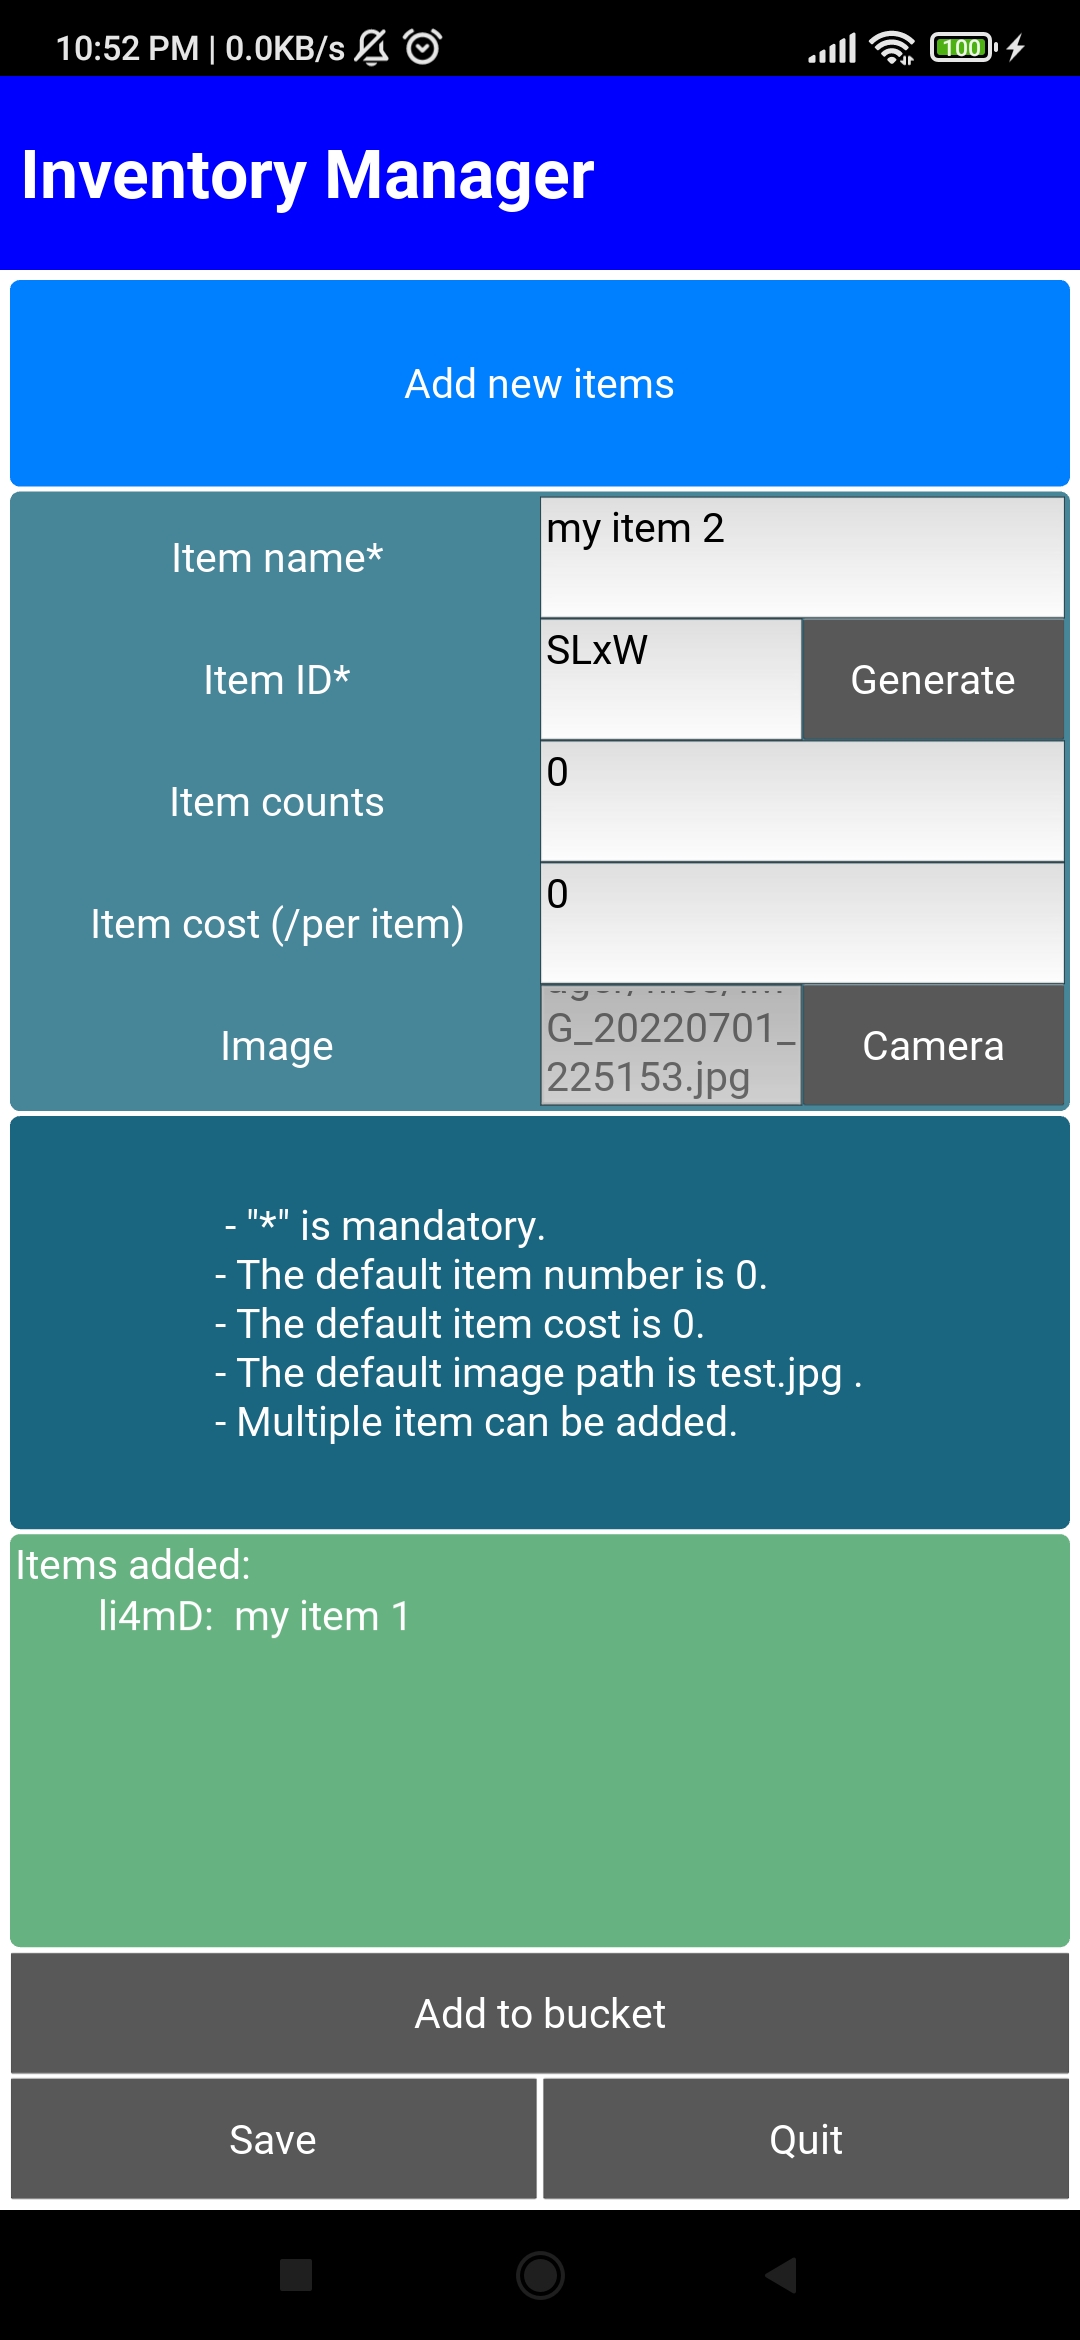 10:52 PM | 0.0KB/s
100
Inventory Manager
Add new items
Item name*
my item 2
Item ID*
SLxW
Generate
Item counts
0
Item cost (/per item)
0
Image
G_20220701_
225153.jpg
Camera
- "*" is mandatory.
- The default item number is 0.
- The default item cost is 0.
- The default image path is test.jpg .
- Multiple item can be added.
Items added:
li4mD: my item 1
Add to bucket
Save
Quit